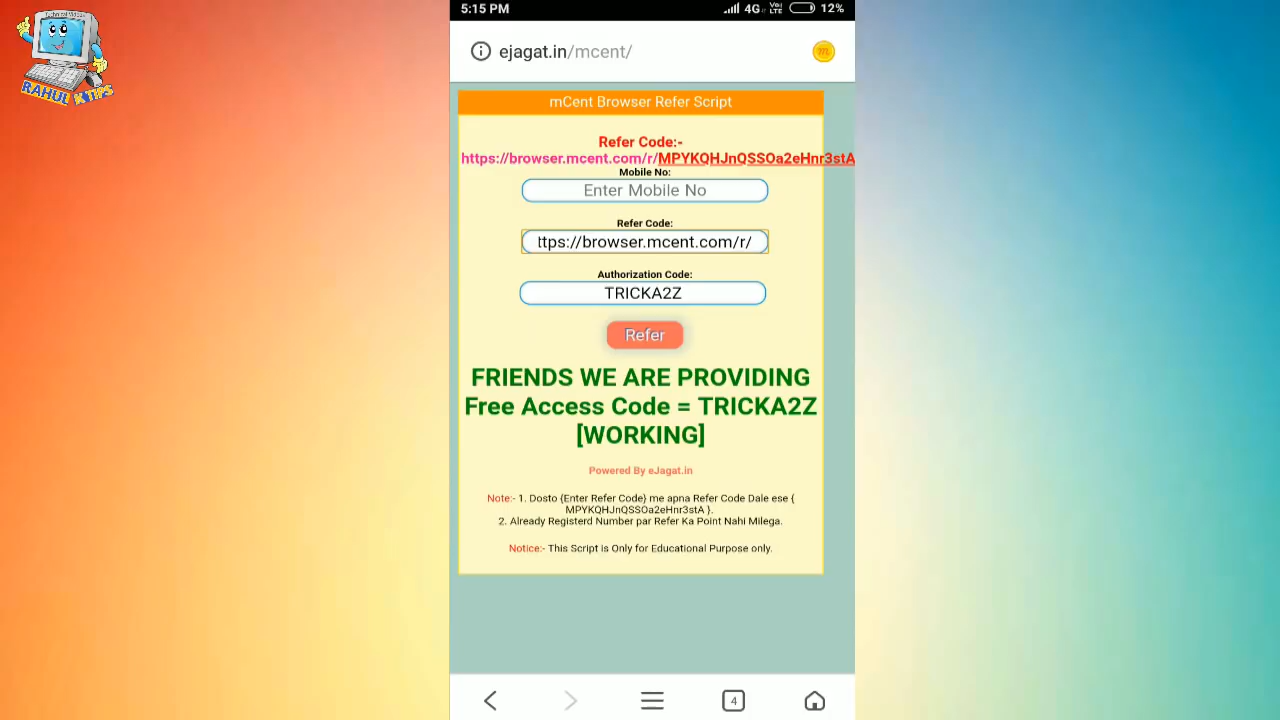 Technical Videos
RAHUL K TIPS
5:15 PM
4G
Vo)
LTE
12%
ejagat.in/mcent/
m
mCent Browser Refer Script
Refer Code:-
https://browser.mcent.com/r/MPYKQHJnQSSOa2eHnr3stA
Mobile No:
Enter Mobile No
Refer Code:
ttps://browser.mcent.com/r/
Authorization Code:
TRICKA2Z
Refer
FRIENDS WE ARE PROVIDING
Free Access Code = TRICKA2Z
[WORKING]
Powered By eJagat.in
Note:- 1. Dosto {Enter Refer Code} me apna Refer Code Dale ese {
MPYKQHJnQSSOa2eHnr3stA }.
2. Already Registerd Number par Refer Ka Point Nahi Milega.
Notice:- This Script is Only for Educational Purpose only.
4